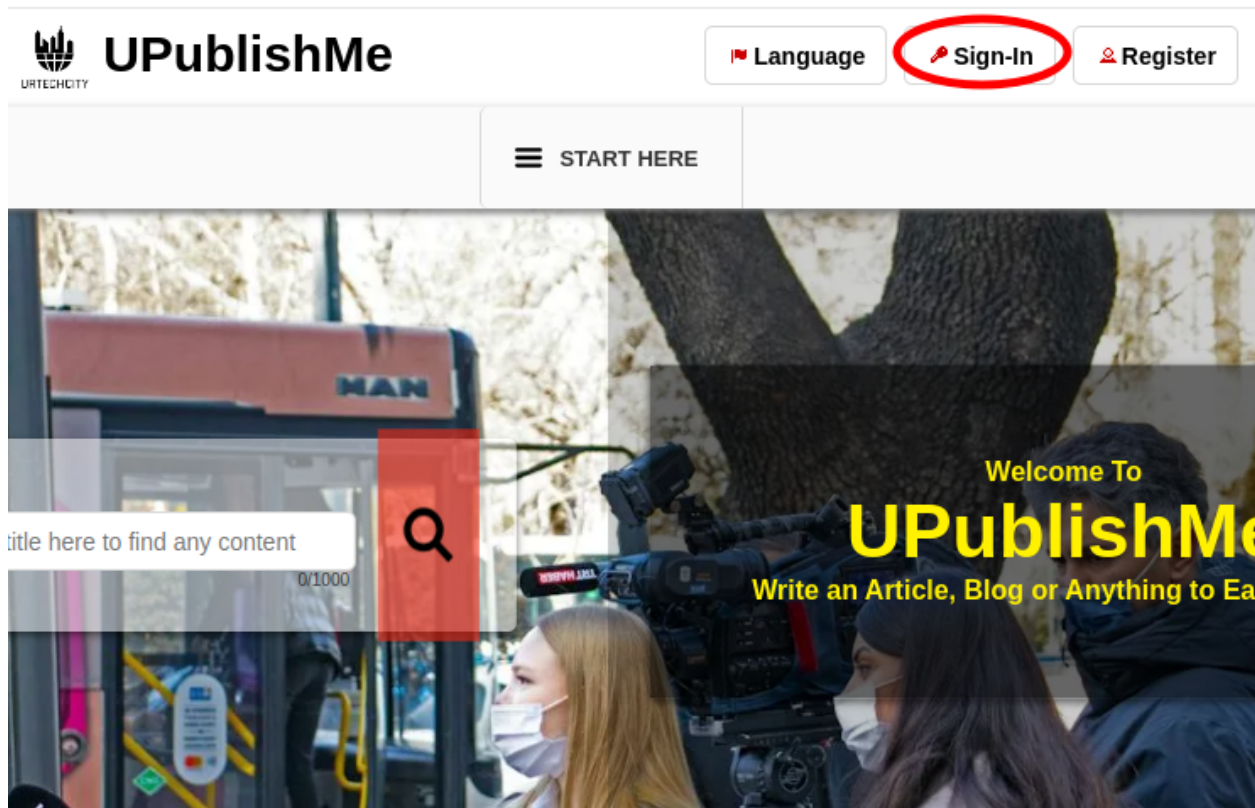 URTECHCITY
UPublishMe
Language
Sign-In
Register
START HERE
MAN
title here to find any content
0/1000
Welcome To
UPublishMe
Write an Article, Blog or Anything to Ea